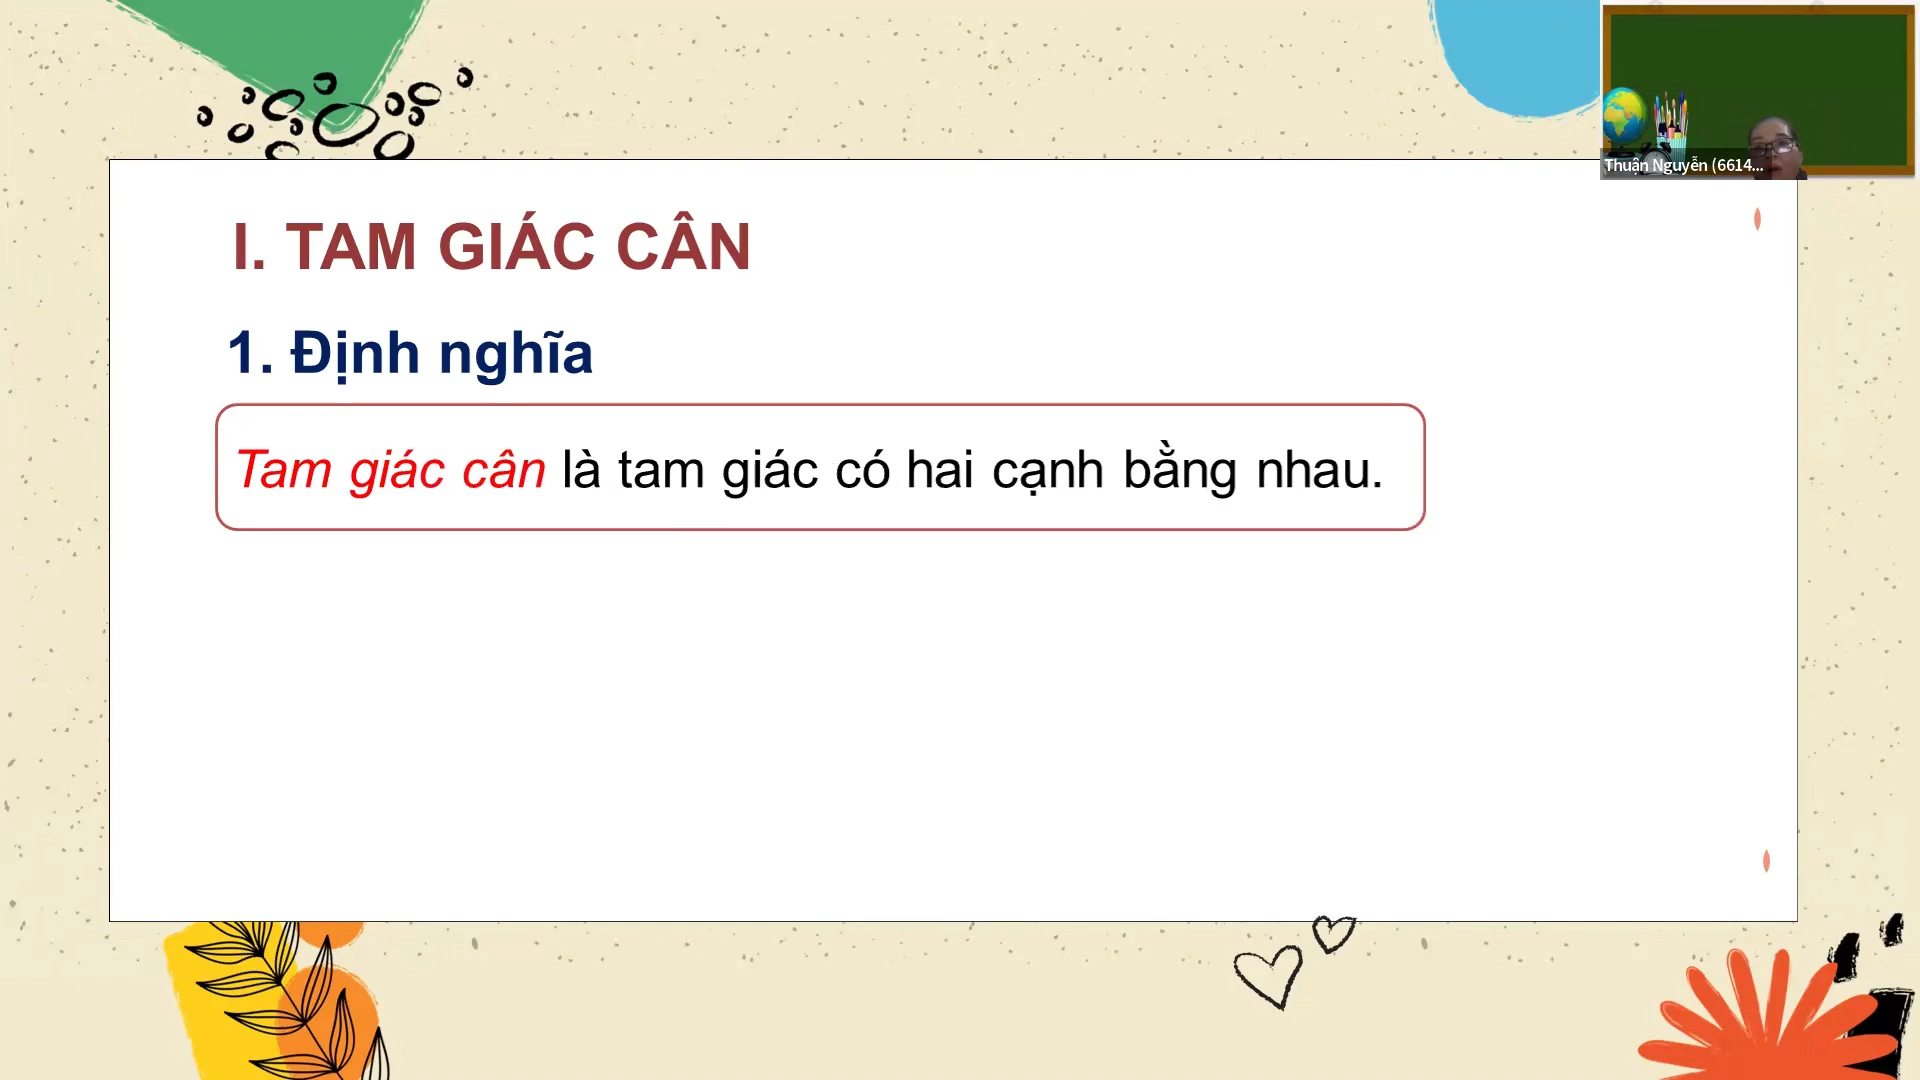 Thuận Nguyễn (6614...
I. TAM GIÁC CÂN
1. Định nghĩa
Tam giác cân là tam giác có hai cạnh bằng nhau.